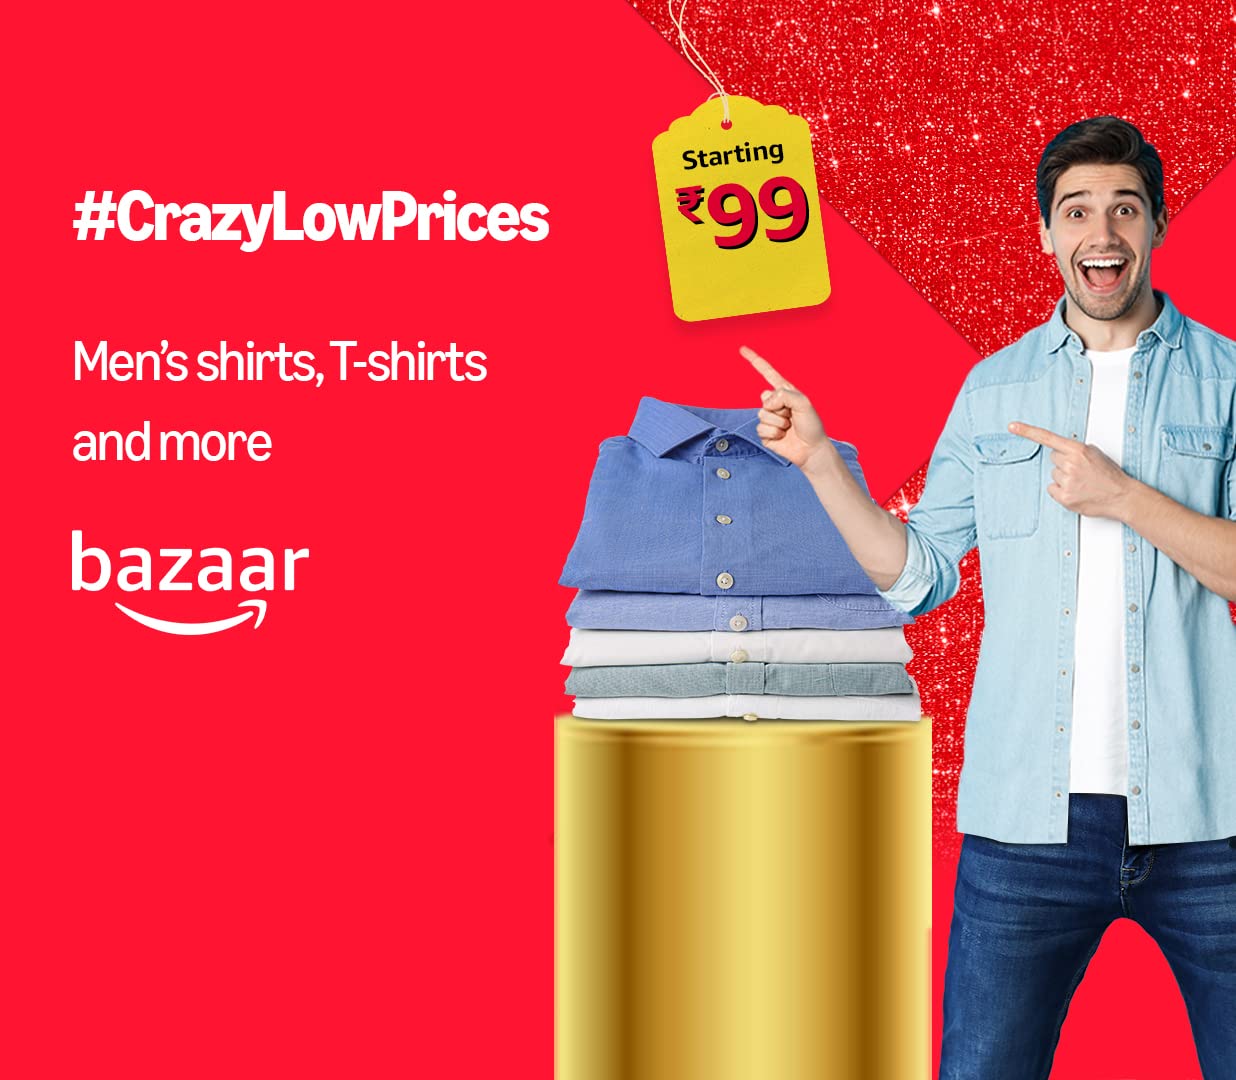 #CrazyLowPrices
Men’s shirts, T-shirts
and more
bazaar
Starting
₹99